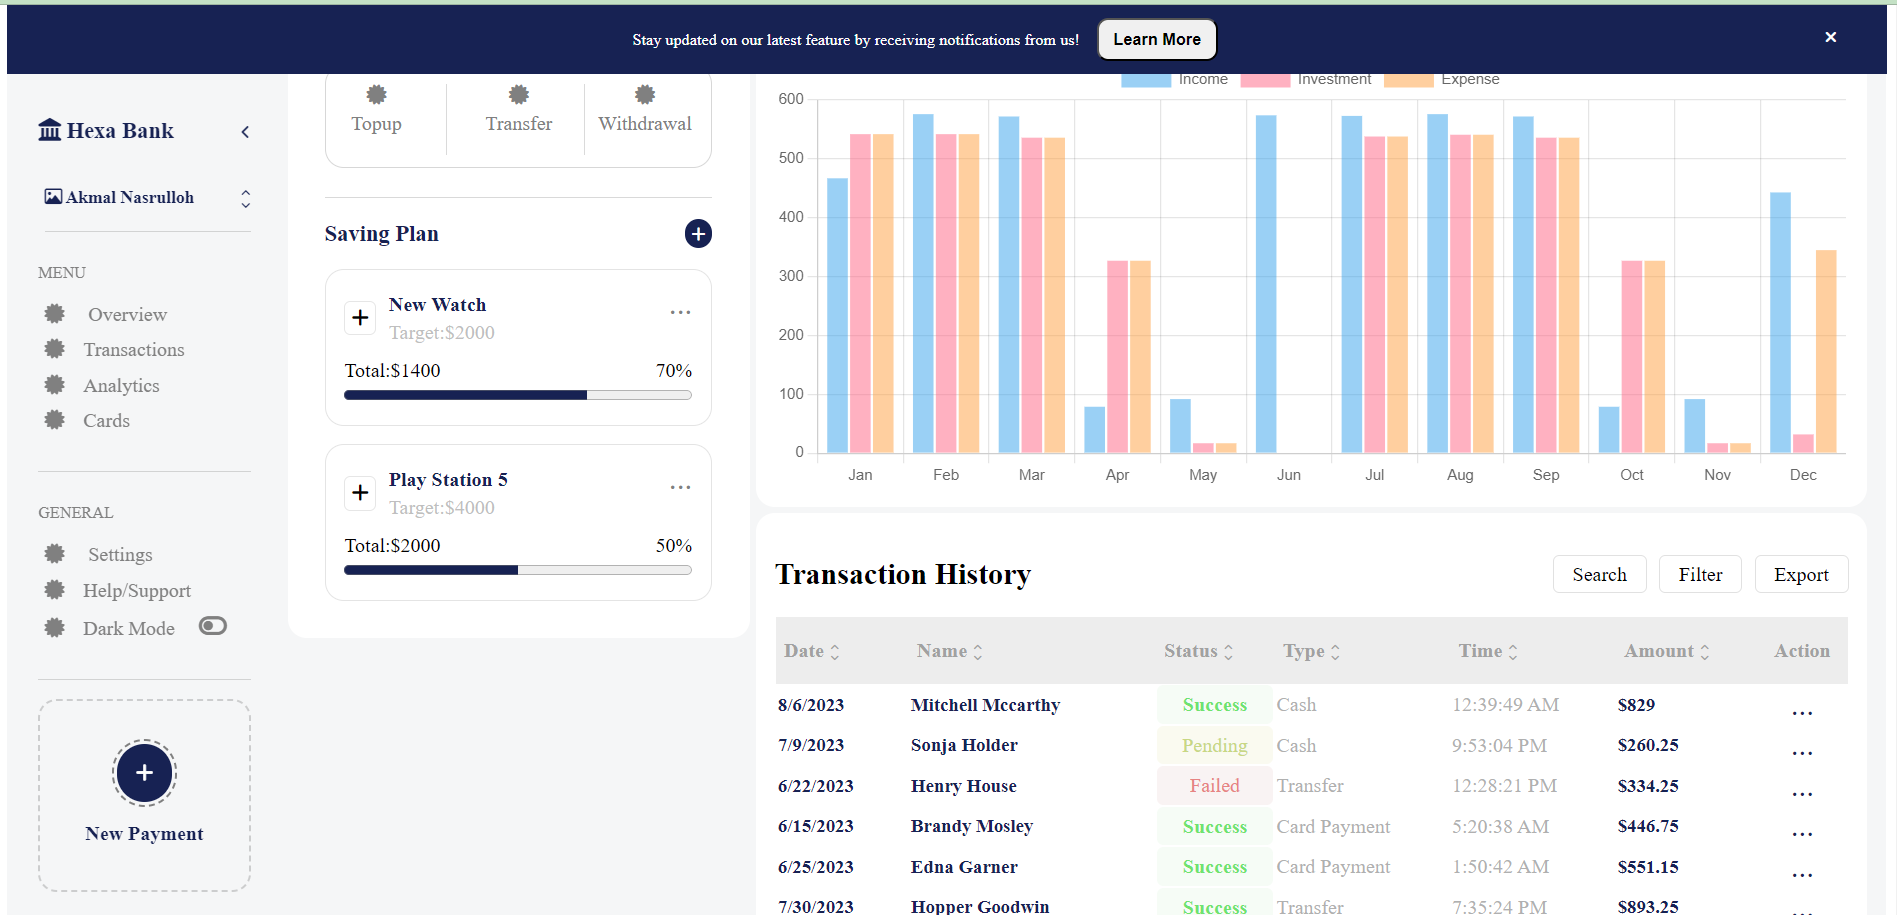 Stay updated on our latest feature by receiving notifications from us! Learn More ×
Hexa Bank
Akmal Nasrulloh
MENU
Overview
Transactions
Analytics
Cards
GENERAL
Settings
Help/Support
Dark Mode
New Payment
Topup Transfer Withdrawal
Saving Plan
New Watch ...
Target:$2000
Total:$1400 70%
Play Station 5 ...
Target:$4000
Total:$2000 50%
Income Investment Expense
600
500
400
300
200
100
0
Jan Feb Mar Apr May Jun Jul Aug Sep Oct Nov Dec
Transaction History Search Filter Export
Date Name Status Type Time Amount Action
8/6/2023 Mitchell Mccarthy Success Cash 12:39:49 AM $829 ...
7/9/2023 Sonja Holder Pending Cash 9:53:04 PM $260.25 ...
6/22/2023 Henry House Failed Transfer 12:28:21 PM $334.25 ...
6/15/2023 Brandy Mosley Success Card Payment 5:20:38 AM $446.75 ...
6/25/2023 Edna Garner Success Card Payment 1:50:42 AM $551.15 ...
7/30/2023 Hopper Goodwin Success Transfer 7:35:24 PM $893.25 ...